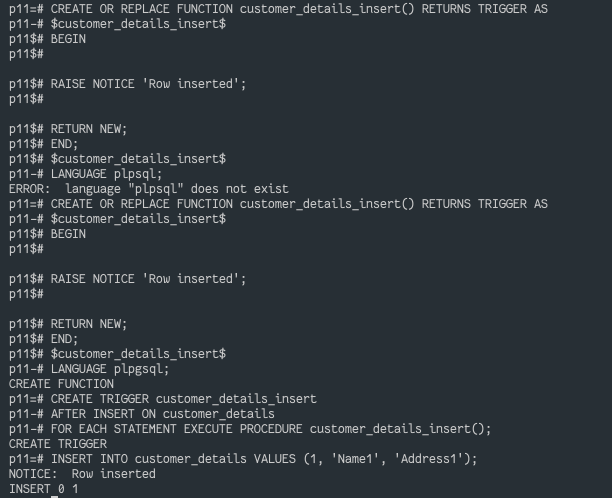 p11=# CREATE OR REPLACE FUNCTION customer_details_insert() RETURNS TRIGGER AS
p11-# $customer_details_insert$
p11$# BEGIN
p11$#
p11$# RAISE NOTICE 'Row inserted';
p11$#
p11$# RETURN NEW;
p11$# END;
p11$# $customer_details_insert$
p11-# LANGUAGE plpsql;
ERROR:  language "plpsql" does not exist
p11=# CREATE OR REPLACE FUNCTION customer_details_insert() RETURNS TRIGGER AS
p11-# $customer_details_insert$
p11$# BEGIN
p11$#
p11$# RAISE NOTICE 'Row inserted';
p11$#
p11$# RETURN NEW;
p11$# END;
p11$# $customer_details_insert$
p11-# LANGUAGE plpgsql;
CREATE FUNCTION
p11=# CREATE TRIGGER customer_details_insert
p11-# AFTER INSERT ON customer_details
p11-# FOR EACH STATEMENT EXECUTE PROCEDURE customer_details_insert();
CREATE TRIGGER
p11=# INSERT INTO customer_details VALUES (1, 'Name1', 'Address1');
NOTICE:  Row inserted
INSERT 0 1